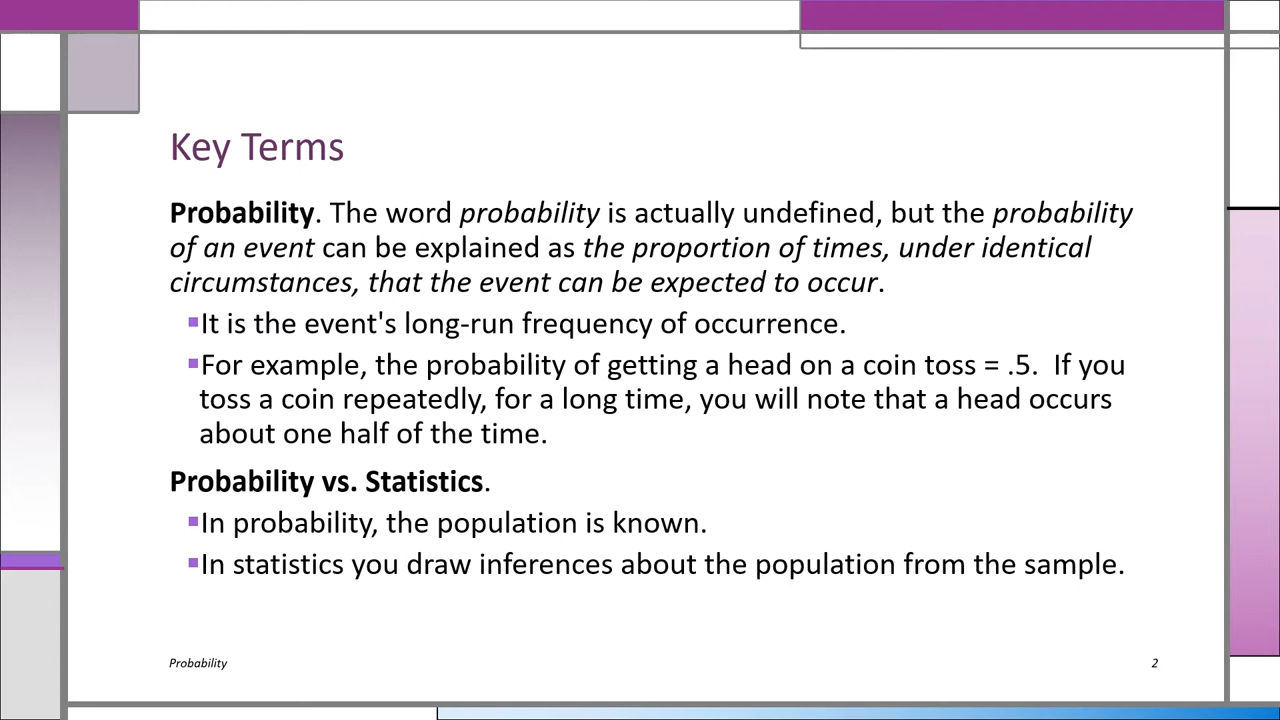 Key Terms
Probability. The word probability is actually undefined, but the probability
of an event can be explained as the proportion of times, under identical
circumstances, that the event can be expected to occur.
▪It is the event's long-run frequency of occurrence.
▪For example, the probability of getting a head on a coin toss = .5.  If you
toss a coin repeatedly, for a long time, you will note that a head occurs
about one half of the time.
Probability vs. Statistics.
▪In probability, the population is known.
▪In statistics you draw inferences about the population from the sample.
Probability
2